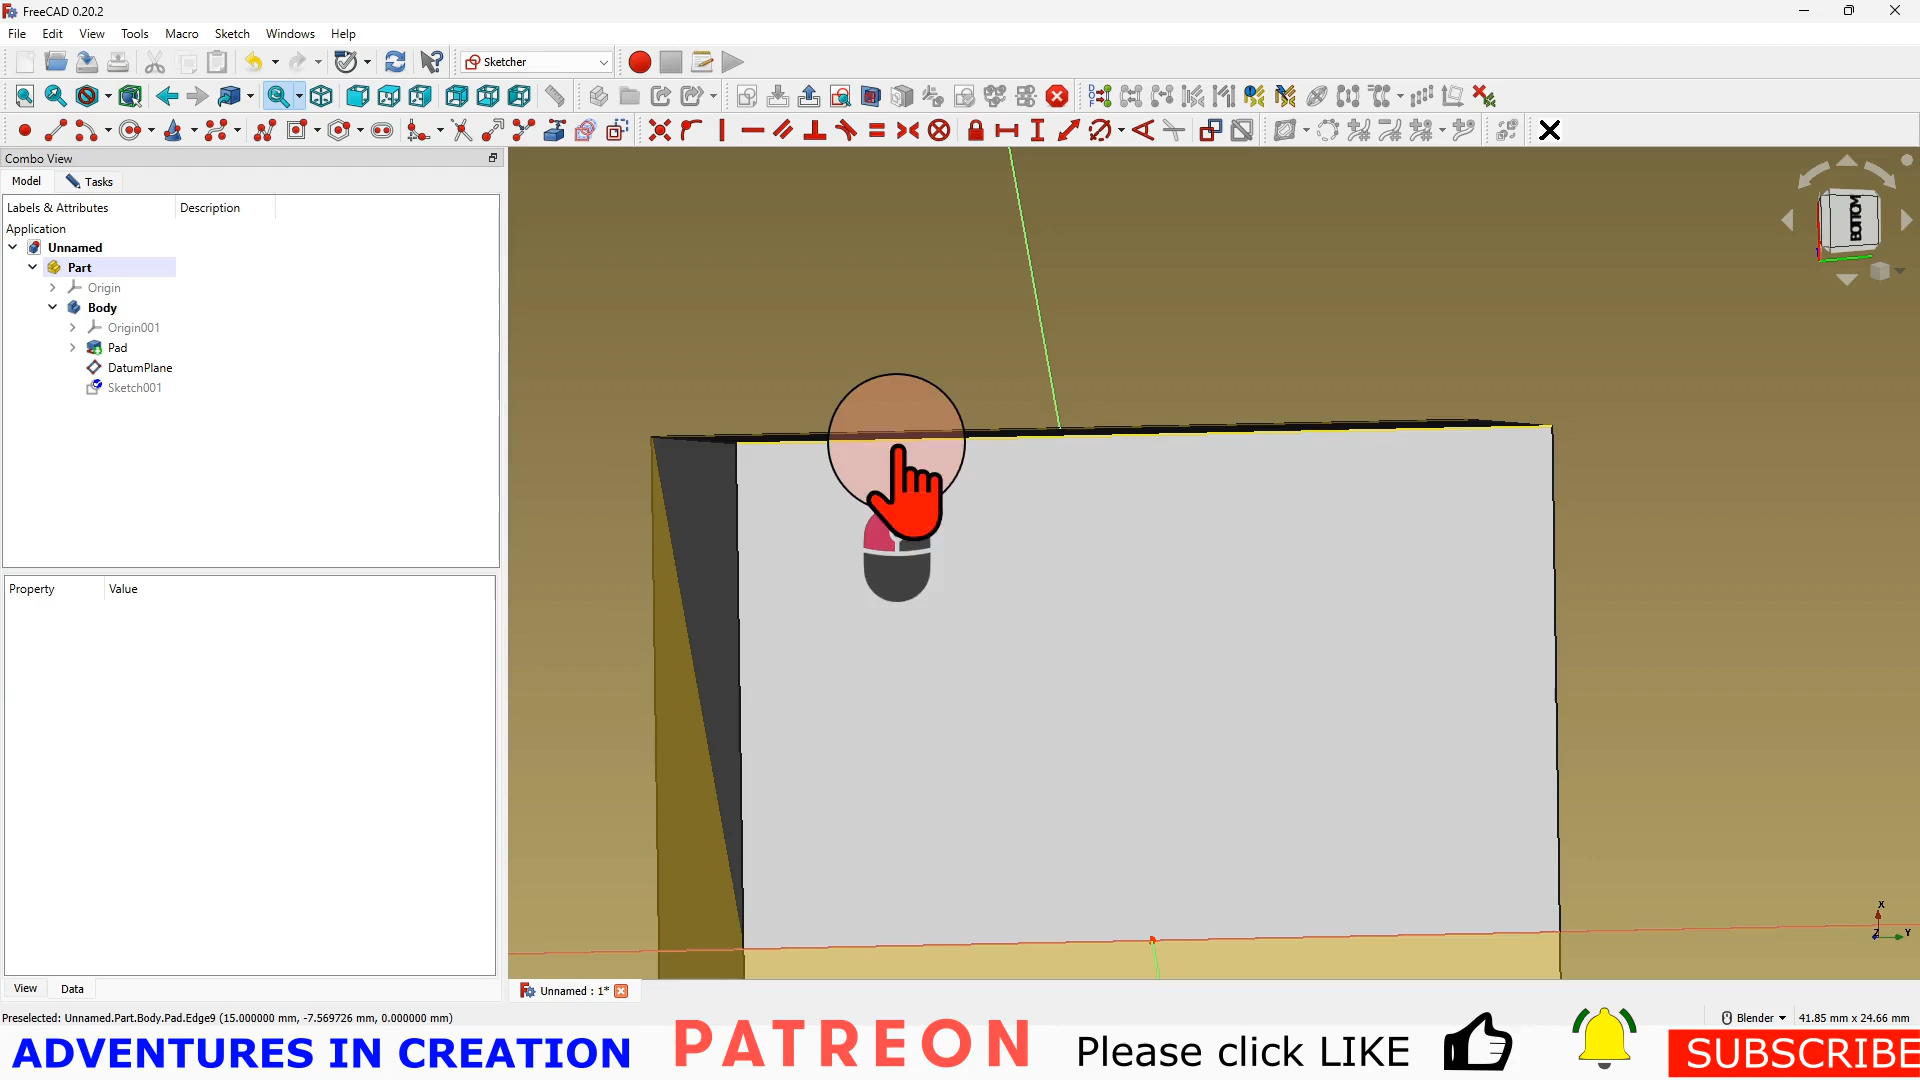 FreeCAD 0.20.2
File Edit View Tools Macro Sketch Windows Help
Sketcher
Combo View
Model Tasks
Labels & Attributes Description
Application
Unnamed
Part
Origin
Body
Origin001
Pad
DatumPlane
Sketch001
BOTTOM
Property Value
X
Z Y
View Data
Unnamed : 1*
Preselected: Unnamed.Part.Body.Pad.Edge9 (15.000000 mm, -7.569726 mm, 0.000000 mm)
Blender 41.85 mm x 24.66 mm
ADVENTURES IN CREATION PATREON Please click LIKE SUBSCRIBE